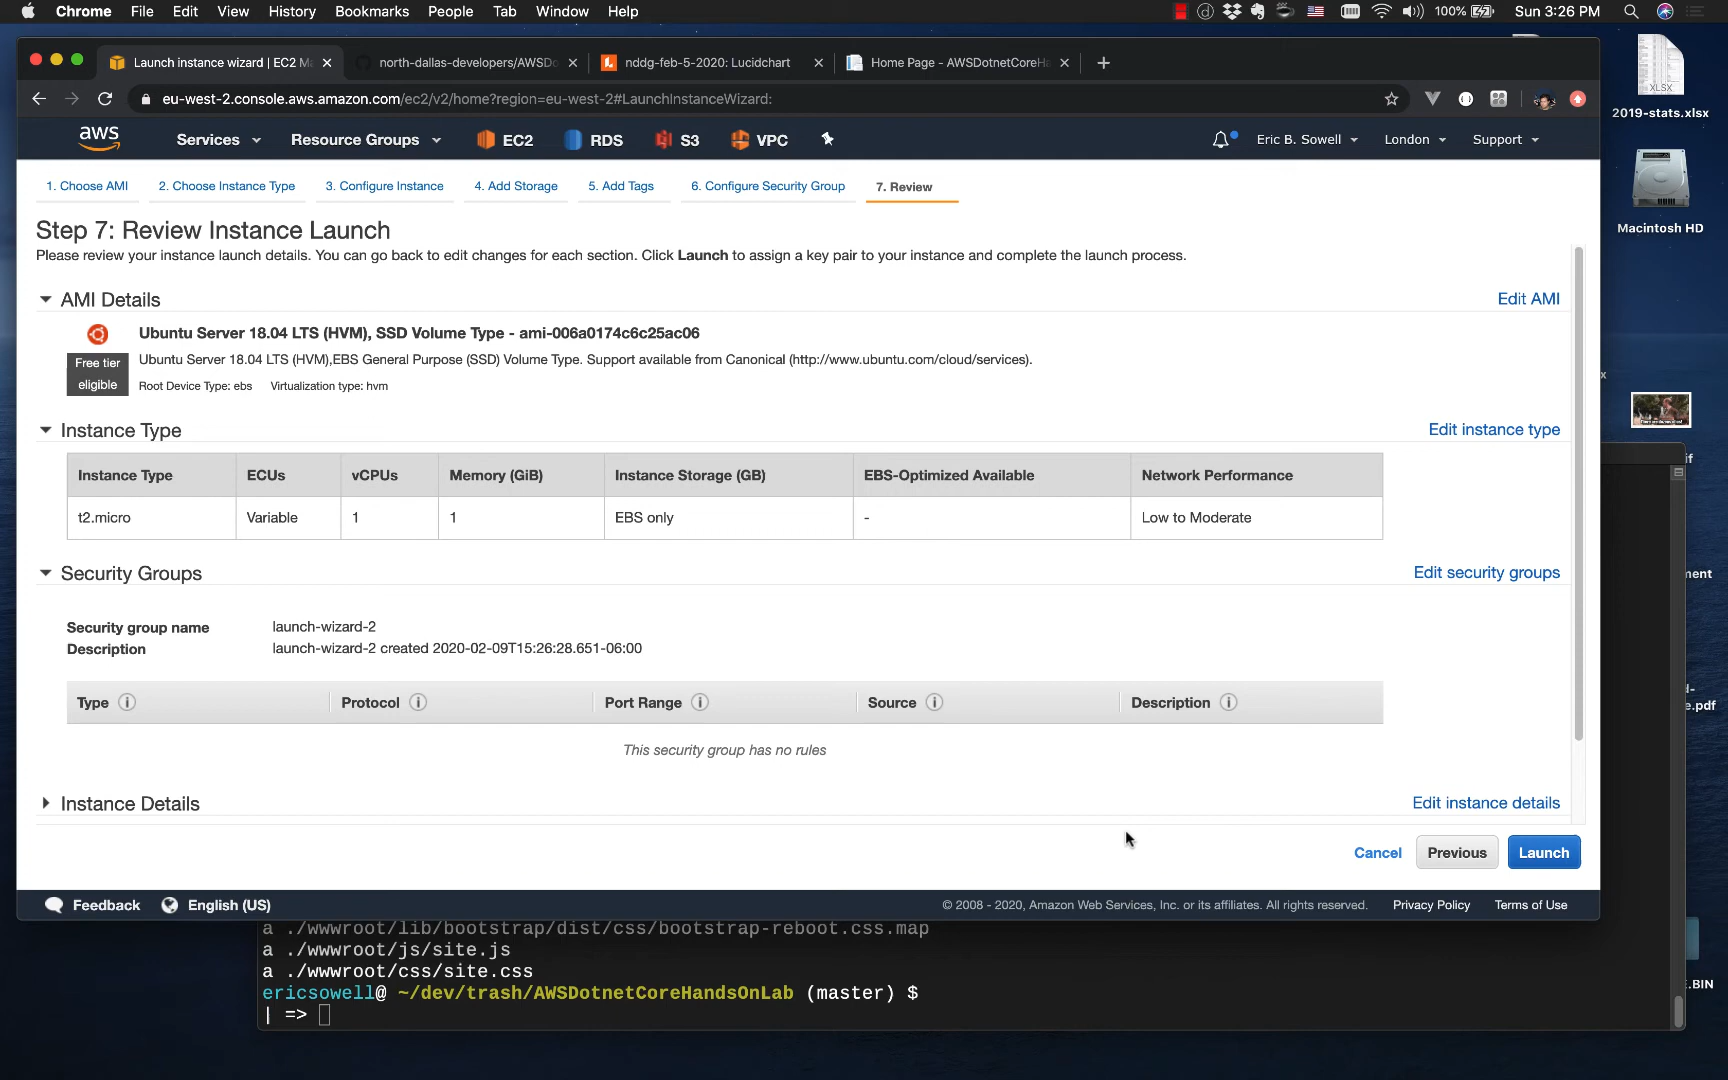 Chrome File Edit View History Bookmarks People Tab Window Help
100% Sun 3:26 PM
Launch instance wizard | EC2 Ma
north-dallas-developers/AWSDo
nddg-feb-5-2020: Lucidchart
Home Page - AWSDotnetCoreHa
eu-west-2.console.aws.amazon.com/ec2/v2/home?region=eu-west-2#LaunchInstanceWizard:
XLSX
2019-stats.xlsx
aws Services Resource Groups EC2 RDS S3 VPC Eric B. Sowell London Support
1. Choose AMI 2. Choose Instance Type 3. Configure Instance 4. Add Storage 5. Add Tags 6. Configure Security Group 7. Review
Macintosh HD
Step 7: Review Instance Launch
Please review your instance launch details. You can go back to edit changes for each section. Click Launch to assign a key pair to your instance and complete the launch process.
AMI Details
Edit AMI
Ubuntu Server 18.04 LTS (HVM), SSD Volume Type - ami-006a0174c6c25ac06
Free tier eligible
Ubuntu Server 18.04 LTS (HVM),EBS General Purpose (SSD) Volume Type. Support available from Canonical (http://www.ubuntu.com/cloud/services).
Root Device Type: ebs Virtualization type: hvm
x
Instance Type
Edit instance type
if
Instance Type ECUs vCPUs Memory (GiB) Instance Storage (GB) EBS-Optimized Available Network Performance
t2.micro Variable 1 1 EBS only - Low to Moderate
Security Groups
Edit security groups
ment
Security group name launch-wizard-2
Description launch-wizard-2 created 2020-02-09T15:26:28.651-06:00
Type Protocol Port Range Source Description
d-
e.pdf
This security group has no rules
Instance Details
Edit instance details
Cancel Previous Launch
Feedback English (US)
© 2008 - 2020, Amazon Web Services, Inc. or its affiliates. All rights reserved. Privacy Policy Terms of Use
a ./wwwroot/lib/bootstrap/dist/css/bootstrap-reboot.css.map
a ./wwwroot/js/site.js
a ./wwwroot/css/site.css
E.BIN
ericsowell@ ~/dev/trash/AWSDotnetCoreHandsOnLab (master) $
| =>